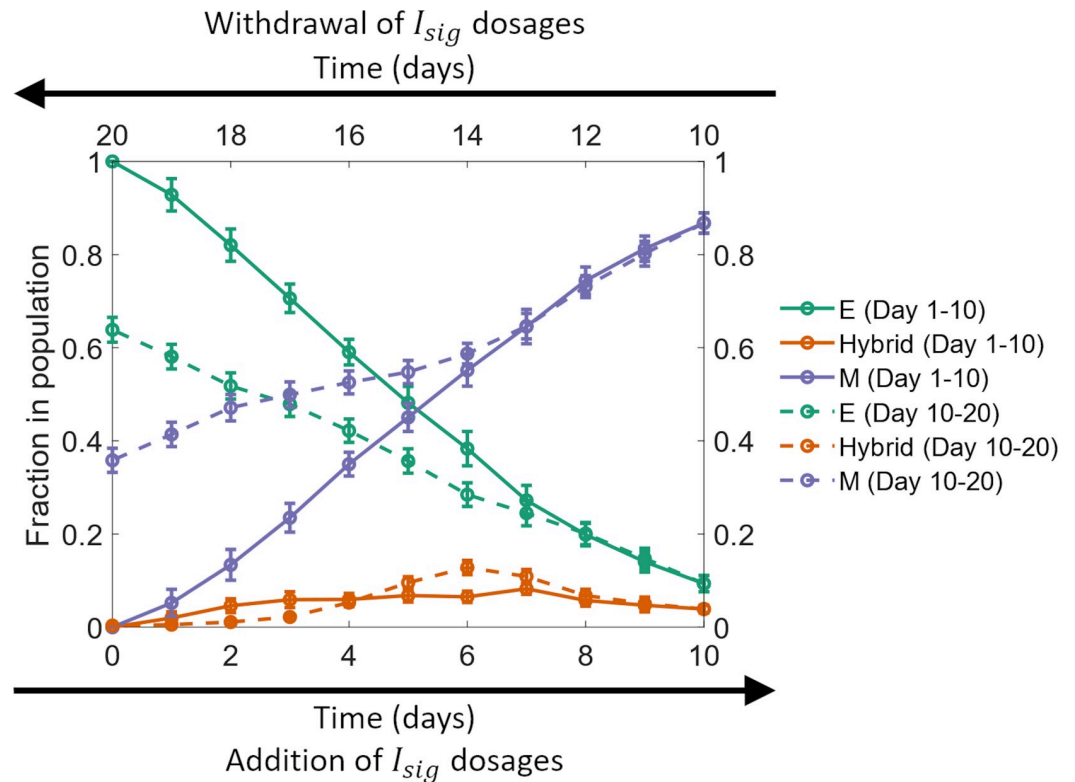 Withdrawal of I_sig dosages
Time (days)
20 18 16 14 12 10
1 1
0.8 0.8
0.6 0.6
0.4 0.4
0.2 0.2
0 0
Fraction in population
0 2 4 6 8 10
E (Day 1-10)
Hybrid (Day 1-10)
M (Day 1-10)
E (Day 10-20)
Hybrid (Day 10-20)
M (Day 10-20)
Time (days)
Addition of I_sig dosages